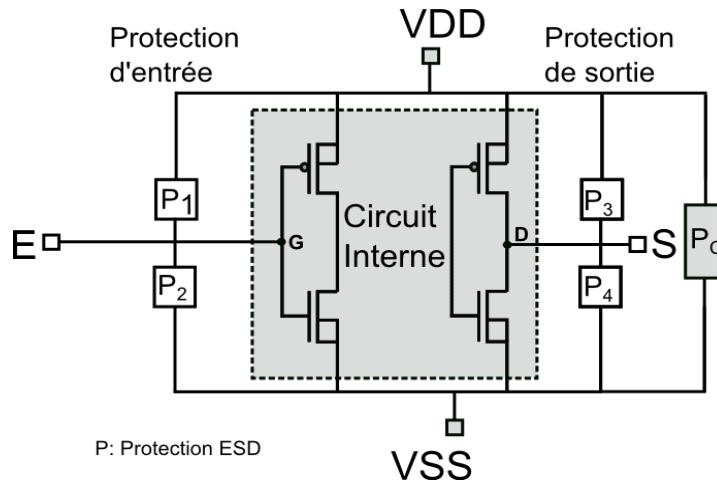 VDD
Protection
d'entrée
Protection
de sortie
P1
P3
E
G
Circuit
Interne
D
S
P2
P4
P: Protection ESD
VSS